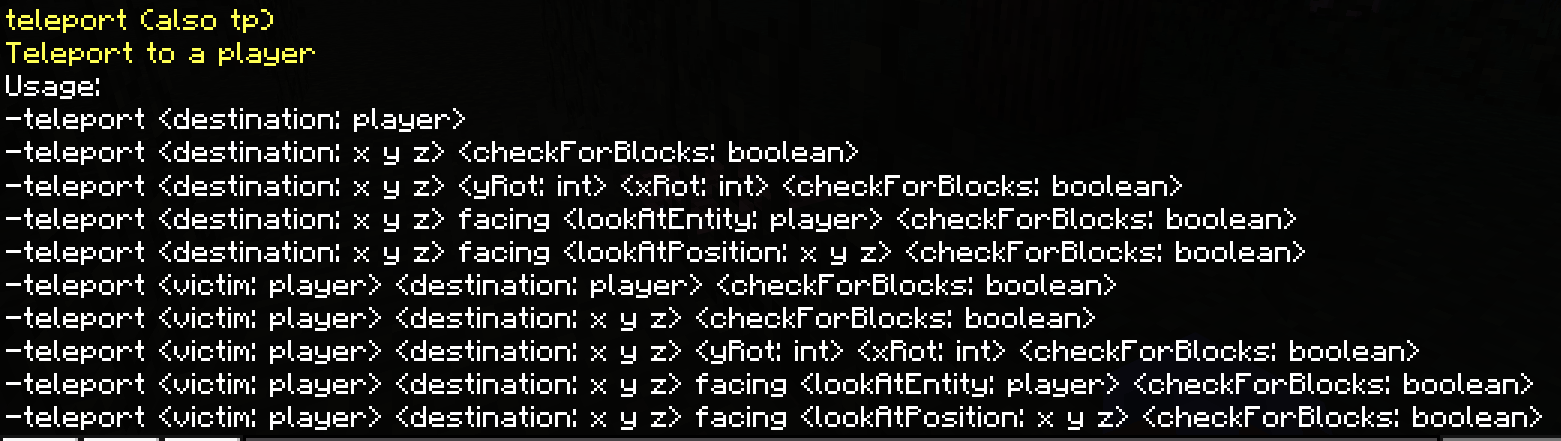 teleport (also tp)
Teleport to a player
Usage:
-teleport <destination: player>
-teleport <destination: x y z> <checkForBlocks: boolean>
-teleport <destination: x y z> <yRot: int> <xRot: int> <checkForBlocks: boolean>
-teleport <destination: x y z> facing <lookAtEntity: player> <checkForBlocks: boolean>
-teleport <destination: x y z> facing <lookAtPosition: x y z> <checkForBlocks: boolean>
-teleport <victim: player> <destination: player> <checkForBlocks: boolean>
-teleport <victim: player> <destination: x y z> <checkForBlocks: boolean>
-teleport <victim: player> <destination: x y z> <yRot: int> <xRot: int> <checkForBlocks: boolean>
-teleport <victim: player> <destination: x y z> facing <lookAtEntity: player> <checkForBlocks: boolean>
-teleport <victim: player> <destination: x y z> facing <lookAtPosition: x y z> <checkForBlocks: boolean>